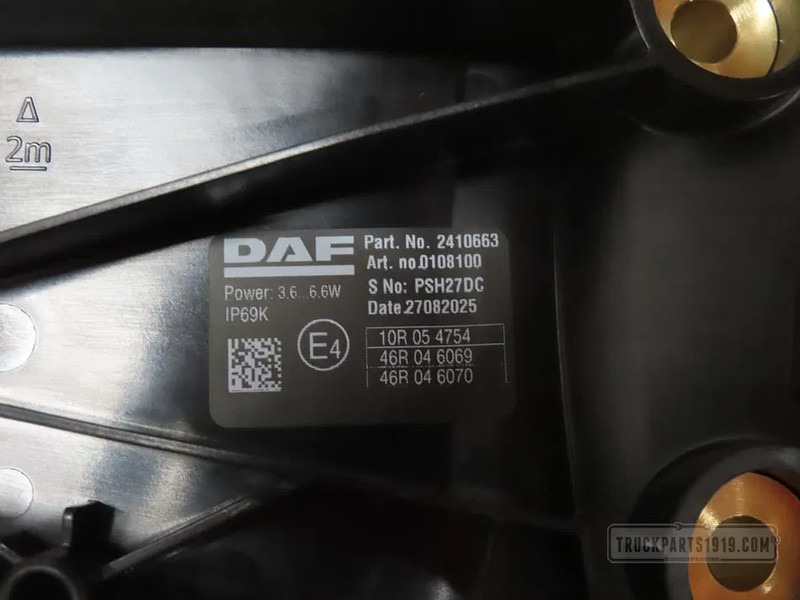 Δ
2m
DAF
Part. No. 2410663
Art. no.0108100
Power: 3.6...6.6W
S No: PSH27DC
IP69K
Date.27082025
E4
10R 05 4754
46R 04 6069
46R 04 6070
TRUCKPARTS1919.COM